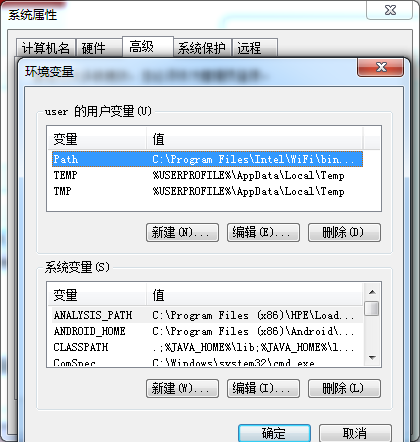 系统属性
计算机名 硬件 高级 系统保护 远程
环境变量
user 的用户变量(U)
变量 值
Path C:\Program Files\Intel\WiFi\bin...
TEMP %USERPROFILE%\AppData\Local\Temp
TMP %USERPROFILE%\AppData\Local\Temp
新建(N)... 编辑(E)... 删除(D)
系统变量(S)
变量 值
ANALYSIS_PATH C:\Program Files (x86)\HPE\Load...
ANDROID_HOME C:\Program Files (x86)\Android\...
CLASSPATH .;%JAVA_HOME%\lib;%JAVA_HOME%\l...
ComSpec C:\Windows\system32\cmd.exe
新建(W)... 编辑(I)... 删除(L)
确定 取消